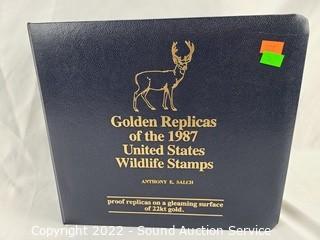 Golden Replicas
of the 1987
United States
Wildlife Stamps
ANTHONY E. SALCH
proof replicas on a gleaming surface
of 22kt gold.
Copyright 2022 - Sound Auction Service